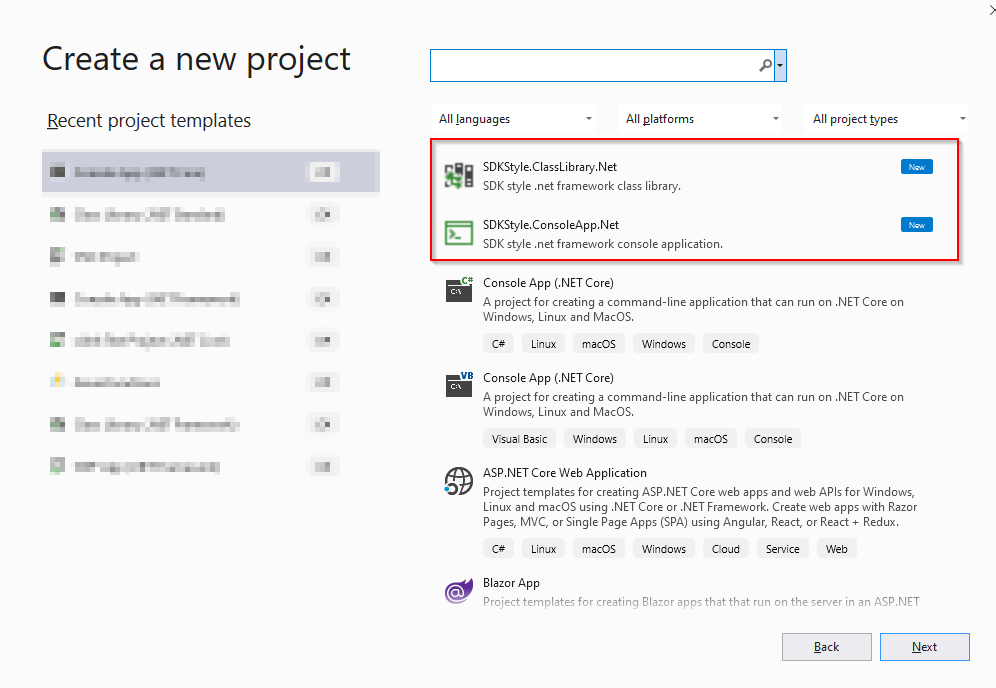 Create a new project
Recent project templates
All languages
All platforms
All project types
SDKStyle.ClassLibrary.Net
New
SDK style .net framework class library.
SDKStyle.ConsoleApp.Net
New
SDK style .net framework console application.
C#
C:\
Console App (.NET Core)
A project for creating a command-line application that can run on .NET Core on
Windows, Linux and MacOS.
C# Linux macOS Windows Console
VB
C:\
Console App (.NET Core)
A project for creating a command-line application that can run on .NET Core on
Windows, Linux and MacOS.
Visual Basic Windows Linux macOS Console
ASP.NET Core Web Application
Project templates for creating ASP.NET Core web apps and web APIs for Windows,
Linux and macOS using .NET Core or .NET Framework. Create web apps with Razor
Pages, MVC, or Single Page Apps (SPA) using Angular, React, or React + Redux.
C# Linux macOS Windows Cloud Service Web
Blazor App
Project templates for creating Blazor apps that that run on the server in an ASP.NET
Back
Next